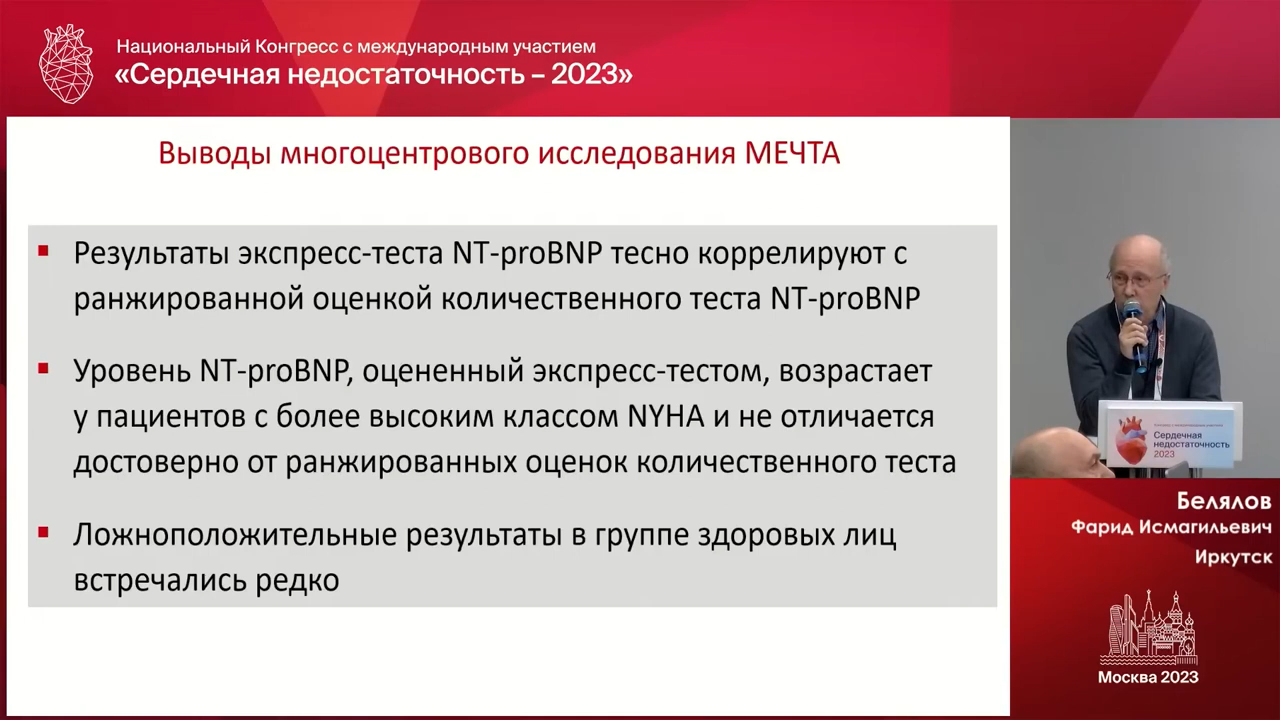 Национальный Конгресс с международным участием
«Сердечная недостаточность – 2023»
Выводы многоцентрового исследования МЕЧТА
Результаты экспресс-теста NT-proBNP тесно коррелируют с
ранжированной оценкой количественного теста NT-proBNP
Уровень NT-proBNP, оцененный экспресс-тестом, возрастает
у пациентов с более высоким классом NYHA и не отличается
достоверно от ранжированных оценок количественного теста
Ложноположительные результаты в группе здоровых лиц
встречались редко
Сердечная
недостаточность
2023
Белялов
Фарид Исмагильевич
Иркутск
Москва 2023